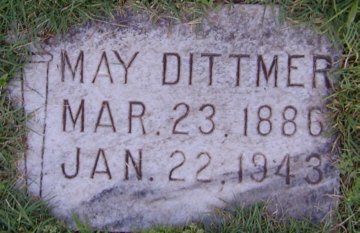 MAY DITTMER
MAR. 23, 1886
JAN. 22, 1943